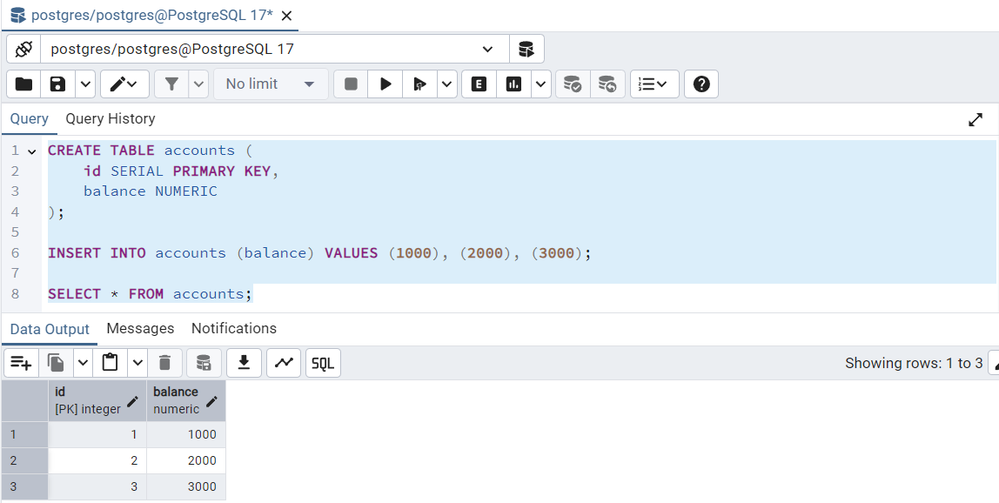 postgres/postgres@PostgreSQL 17*
postgres/postgres@PostgreSQL 17
No limit
E
Query Query History
1 CREATE TABLE accounts (
2 id SERIAL PRIMARY KEY,
3 balance NUMERIC
4 );
5
6 INSERT INTO accounts (balance) VALUES (1000), (2000), (3000);
7
8 SELECT * FROM accounts;
Data Output Messages Notifications
SQL Showing rows: 1 to 3
id balance
[PK] integer numeric
1 1 1000
2 2 2000
3 3 3000